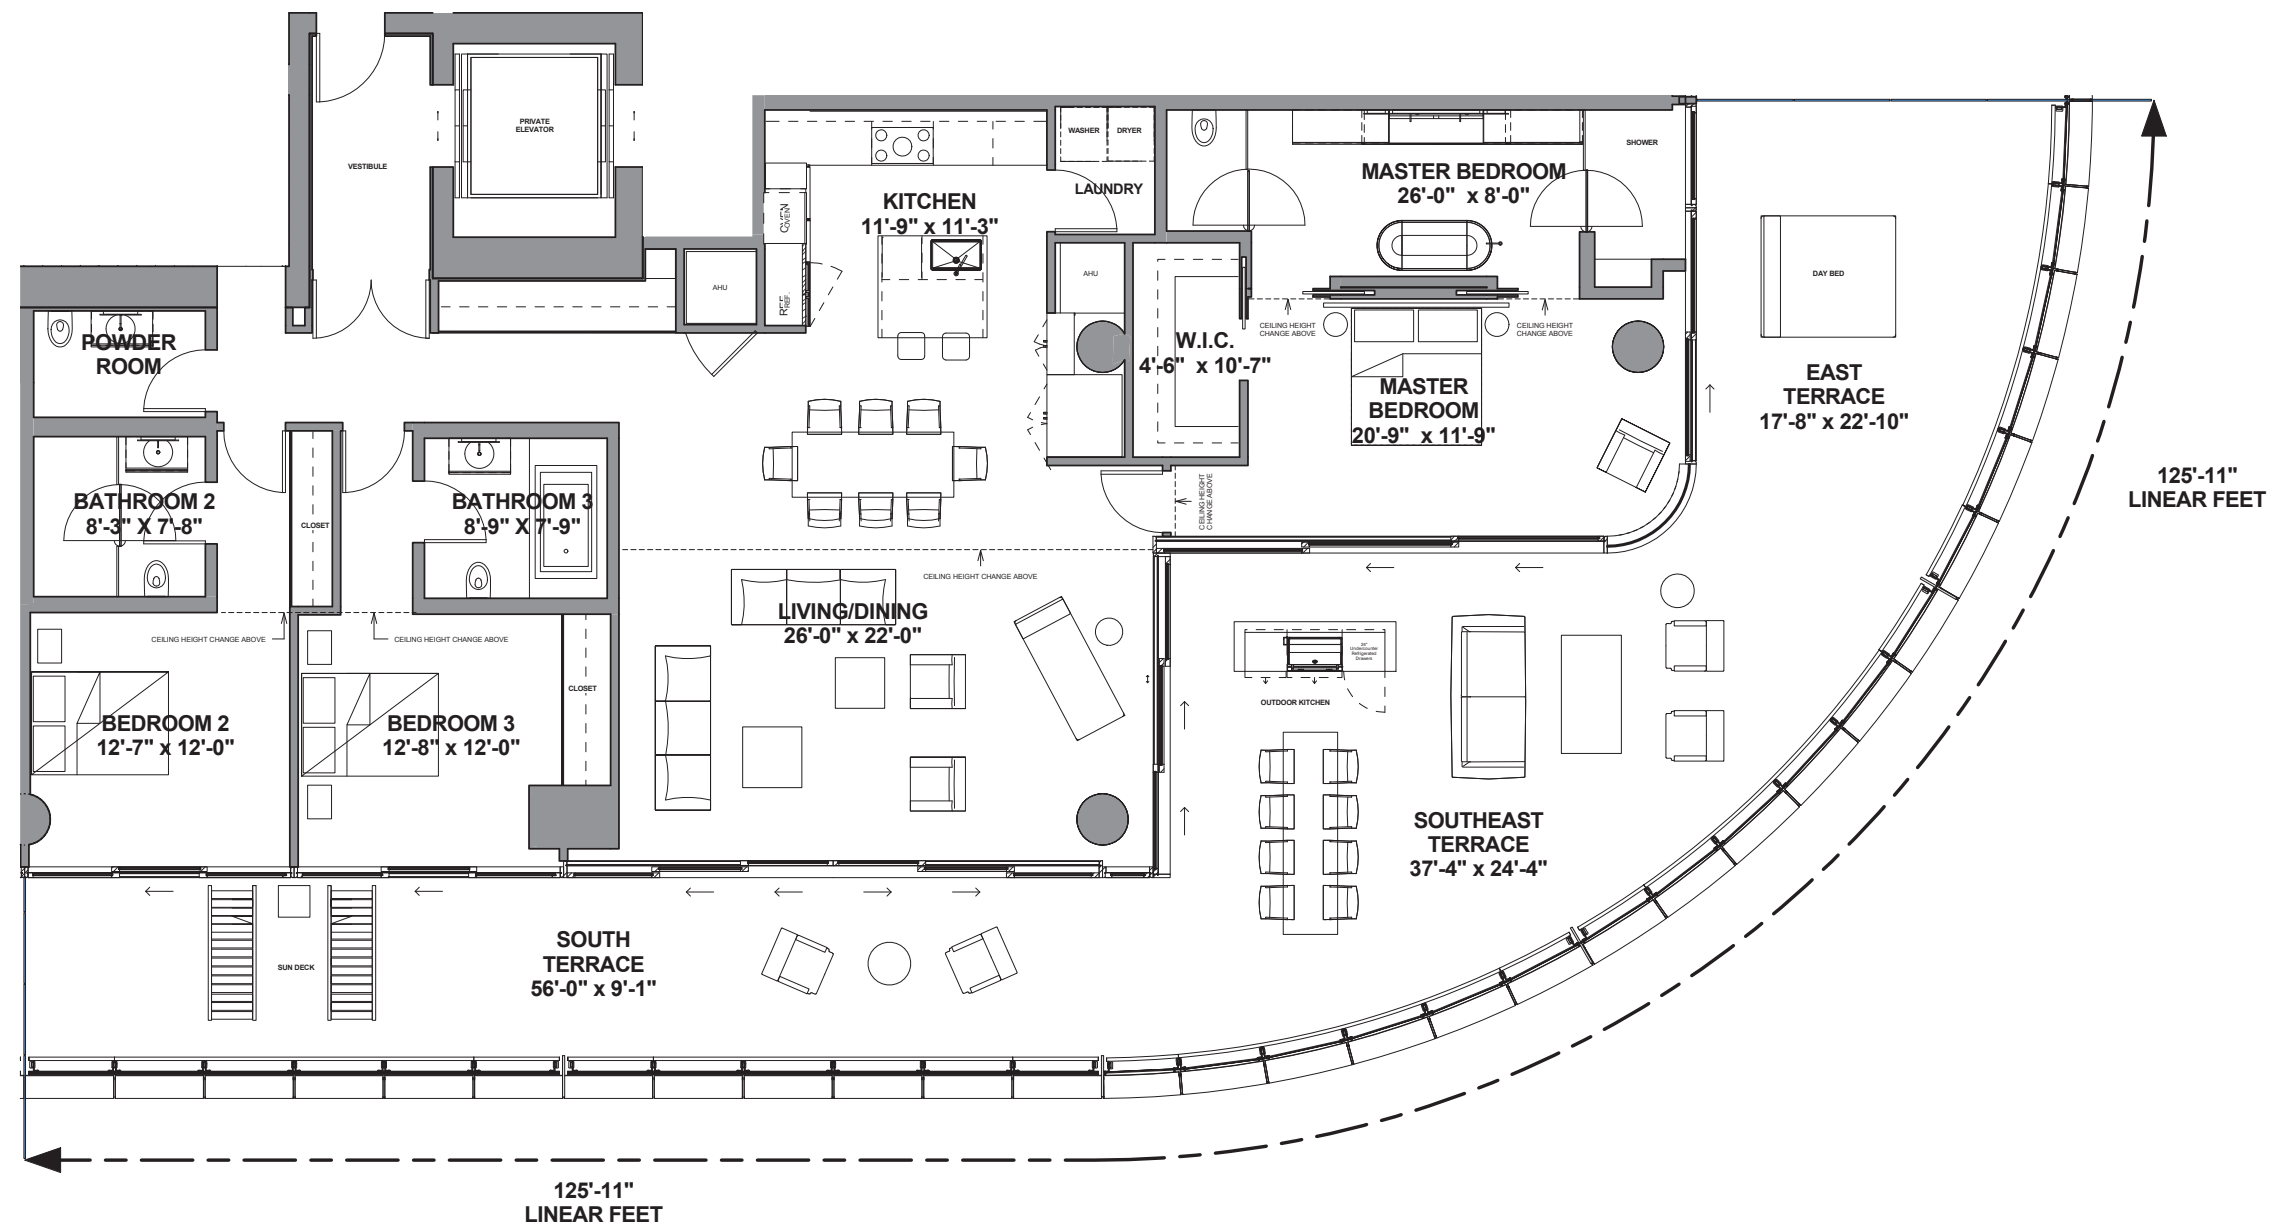 PRIVATE
ELEVATOR
VESTIBULE
WASHER
DRYER
LAUNDRY
SHOWER
MASTER BEDROOM
26'-0" x 8'-0"
KITCHEN
11'-9" x 11'-3"
OVEN
REF.
REF.
AHU
AHU
DAY BED
CEILING HEIGHT
CHANGE ABOVE
CEILING HEIGHT
CHANGE ABOVE
POWDER
ROOM
W.I.C.
4'-6" x 10'-7"
MASTER
BEDROOM
20'-9" x 11'-9"
EAST
TERRACE
17'-8" x 22'-10"
125'-11"
LINEAR FEET
BATHROOM 2
8'-3" X 7'-8"
CLOSET
BATHROOM 3
8'-9" X 7'-9"
CEILING HEIGHT
CHANGE ABOVE
CEILING HEIGHT CHANGE ABOVE
LIVING/DINING
26'-0" x 22'-0"
CEILING HEIGHT CHANGE ABOVE
CEILING HEIGHT CHANGE ABOVE
24"
Undercounter
Refrigerated
Drawers
OUTDOOR KITCHEN
CLOSET
BEDROOM 2
12'-7" x 12'-0"
BEDROOM 3
12'-8" x 12'-0"
SOUTHEAST
TERRACE
37'-4" x 24'-4"
SOUTH
TERRACE
56'-0" x 9'-1"
SUN DECK
125'-11"
LINEAR FEET